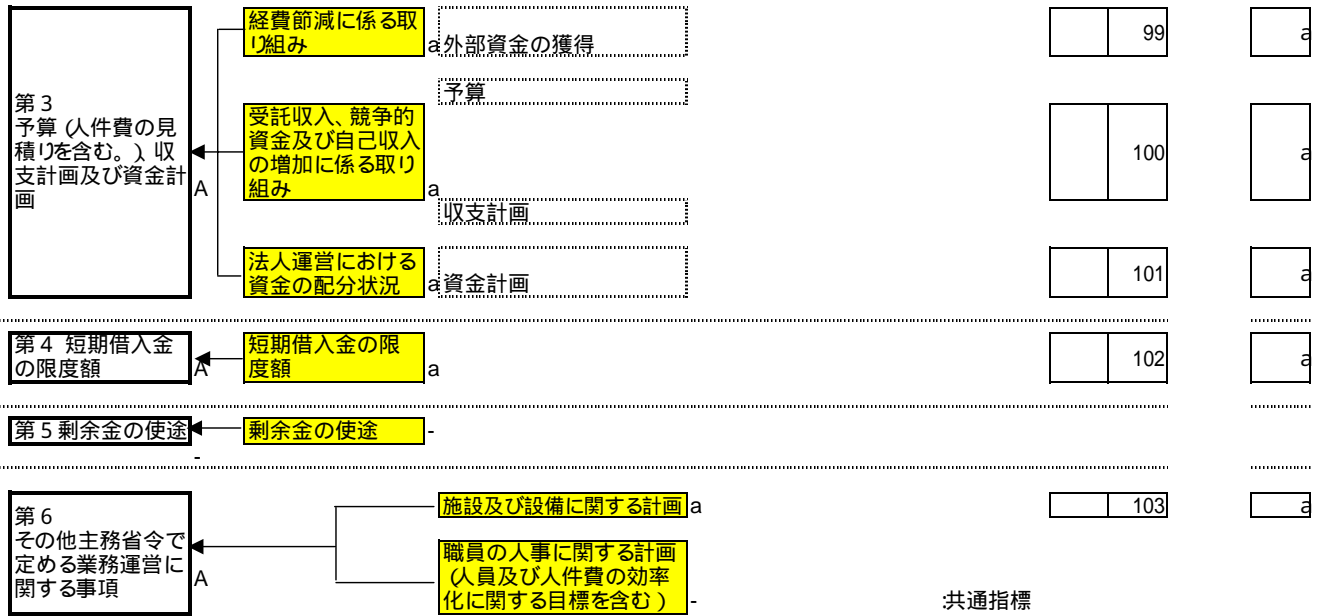 第３
予算（人件費の見
積りを含む。）、収
支計画及び資金計
画
A
経費節減に係る取
り組み
a
外部資金の獲得
99
a
予算
受託収入、競争的
資金及び自己収入
の増加に係る取り
組み
a
100
a
収支計画
法人運営における
資金の配分状況
a
資金計画
101
a
第４ 短期借入金
の限度額
A
短期借入金の限
度額
a
102
a
第５剰余金の使途
-
剰余金の使途
-
第６
その他主務省令で
定める業務運営に
関する事項
A
施設及び設備に関する計画
a
103
a
職員の人事に関する計画
（人員及び人件費の効率
化に関する目標を含む）
-
:共通指標